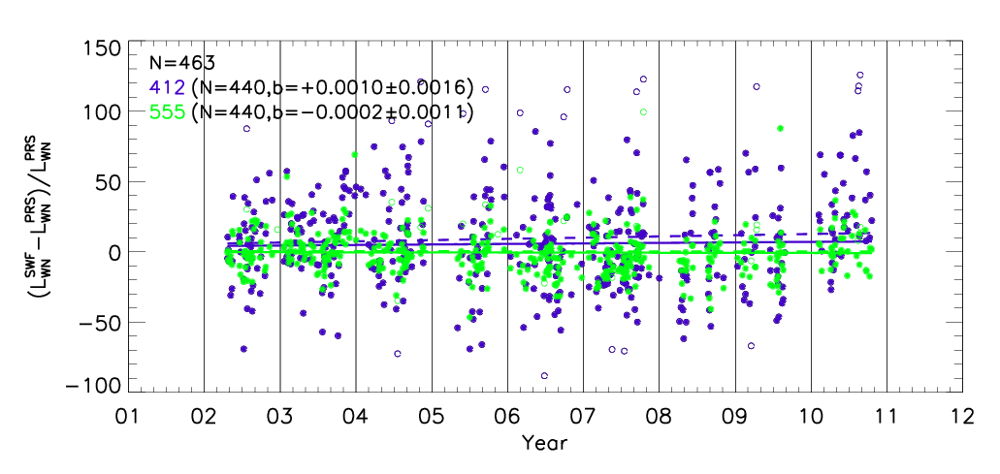 150
100
50
0
−50
−100
N=463
412 (N=440,b=+0.0010±0.0016)
555 (N=440,b=−0.0002±0.0011)
(L_WN^SWF −L_WN^PRS)/L_WN^PRS
01 02 03 04 05 06 07 08 09 10 11 12
Year